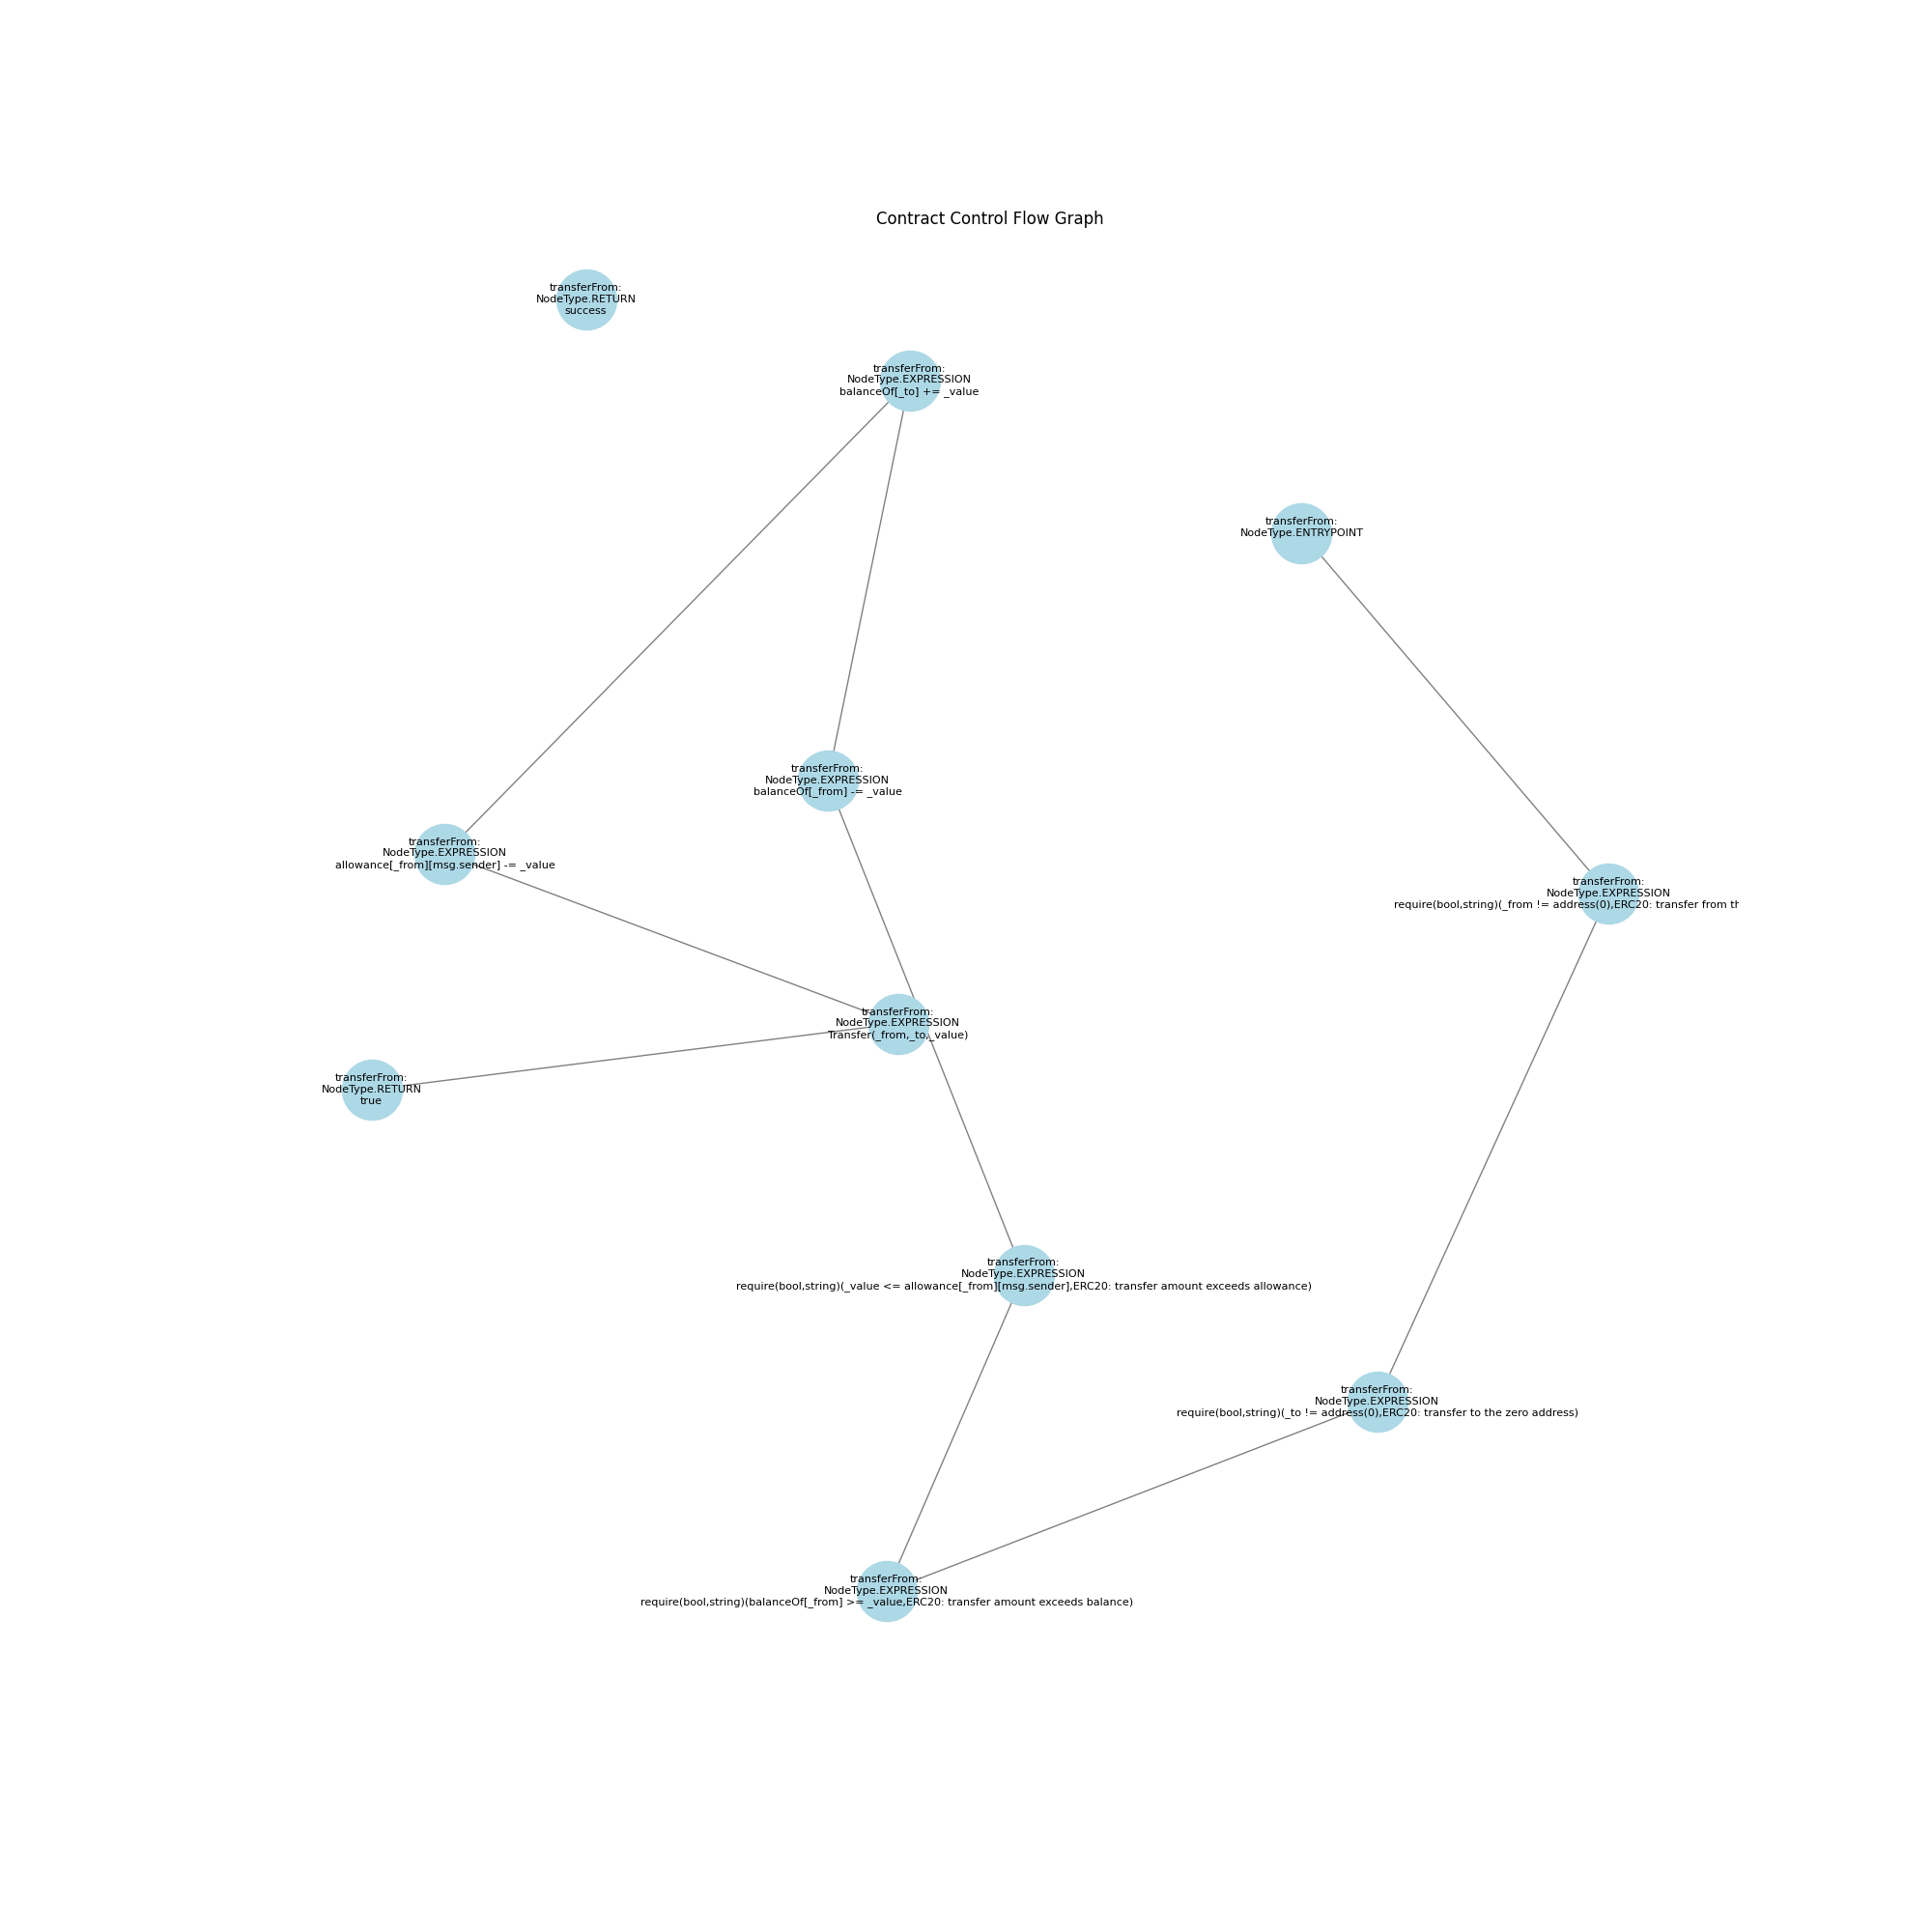 Contract Control Flow Graph
transferFrom:
NodeType.RETURN
success
transferFrom:
NodeType.EXPRESSION
balanceOf[_to] += _value
transferFrom:
NodeType.ENTRYPOINT
transferFrom:
NodeType.EXPRESSION
balanceOf[_from] -= _value
transferFrom:
NodeType.EXPRESSION
allowance[_from][msg.sender] -= _value
transferFrom:
NodeType.EXPRESSION
require(bool,string)(_from != address(0),ERC20: transfer from th
transferFrom:
NodeType.EXPRESSION
Transfer(_from,_to,_value)
transferFrom:
NodeType.RETURN
true
transferFrom:
NodeType.EXPRESSION
require(bool,string)(_value <= allowance[_from][msg.sender],ERC20: transfer amount exceeds allowance)
transferFrom:
NodeType.EXPRESSION
require(bool,string)(_to != address(0),ERC20: transfer to the zero address)
transferFrom:
NodeType.EXPRESSION
require(bool,string)(balanceOf[_from] >= _value,ERC20: transfer amount exceeds balance)